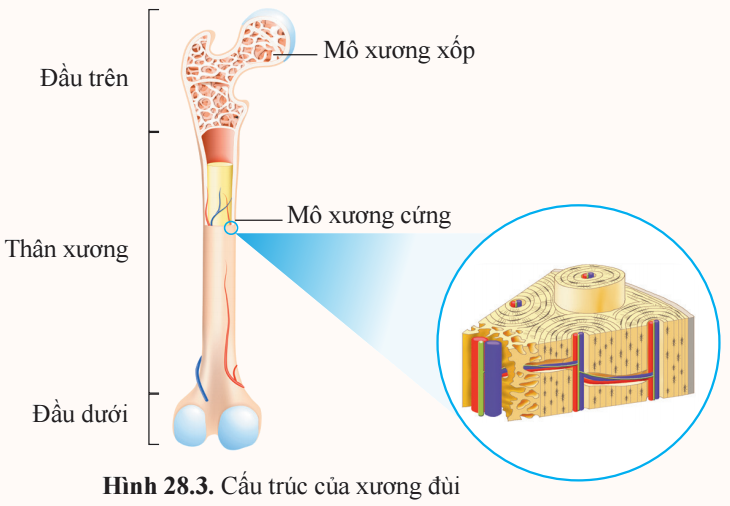 Mô xương xốp
Đầu trên
Mô xương cứng
Thân xương
Đầu dưới
Hình 28.3. Cấu trúc của xương đùi